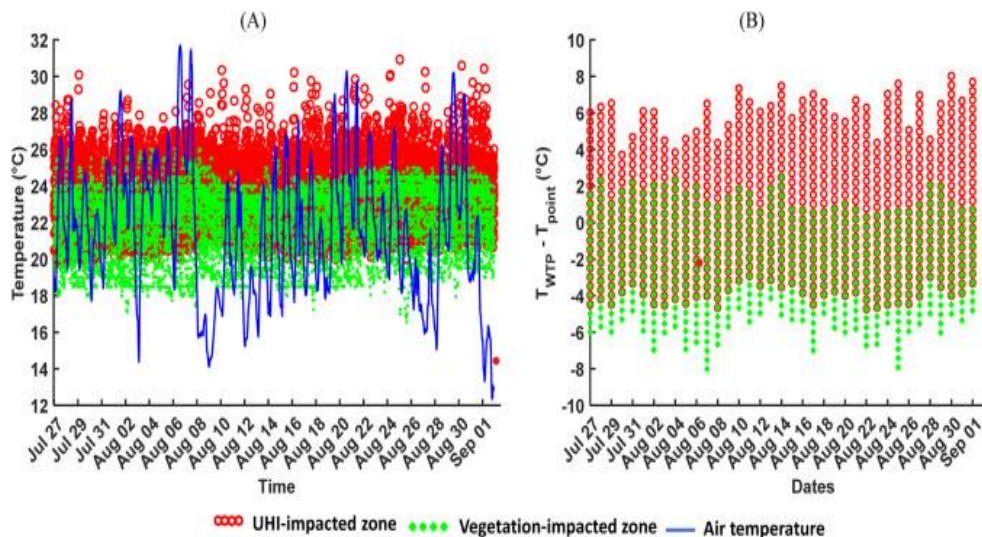 (A)
(B)
Temperature (°C)
32
30
28
26
24
22
20
18
16
14
12
Jul 27
Jul 29
Jul 31
Aug 02
Aug 04
Aug 06
Aug 08
Aug 10
Aug 12
Aug 14
Aug 16
Aug 18
Aug 20
Aug 22
Aug 24
Aug 26
Aug 28
Aug 30
Sep 01
Time
T_WTP - T_point (°C)
10
8
6
4
2
0
-2
-4
-6
-8
-10
Jul 27
Jul 29
Jul 31
Aug 02
Aug 04
Aug 06
Aug 08
Aug 10
Aug 12
Aug 14
Aug 16
Aug 18
Aug 20
Aug 22
Aug 24
Aug 26
Aug 28
Aug 30
Sep 01
Dates
UHI-impacted zone Vegetation-impacted zone Air temperature